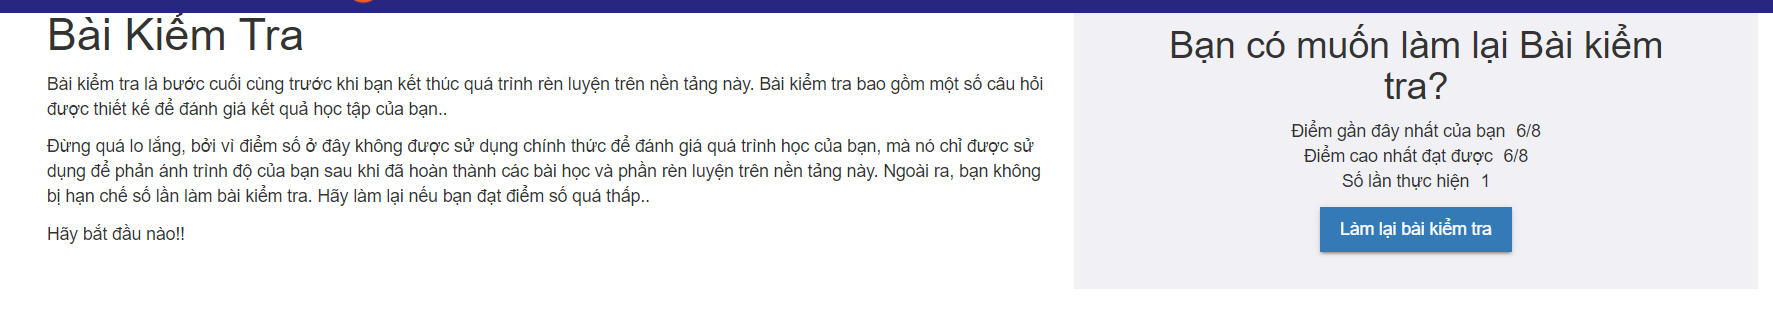 Bài Kiểm Tra
Bài kiểm tra là bước cuối cùng trước khi bạn kết thúc quá trình rèn luyện trên nền tảng này. Bài kiểm tra bao gồm một số câu hỏi
được thiết kế để đánh giá kết quả học tập của bạn..
Đừng quá lo lắng, bởi vì điểm số ở đây không được sử dụng chính thức để đánh giá quá trình học của bạn, mà nó chỉ được sử
dụng để phản ánh trình độ của bạn sau khi đã hoàn thành các bài học và phần rèn luyện trên nền tảng này. Ngoài ra, bạn không
bị hạn chế số lần làm bài kiểm tra. Hãy làm lại nếu bạn đạt điểm số quá thấp..
Hãy bắt đầu nào!!
Bạn có muốn làm lại Bài kiểm
tra?
Điểm gần đây nhất của bạn 6/8
Điểm cao nhất đạt được 6/8
Số lần thực hiện 1
Làm lại bài kiểm tra